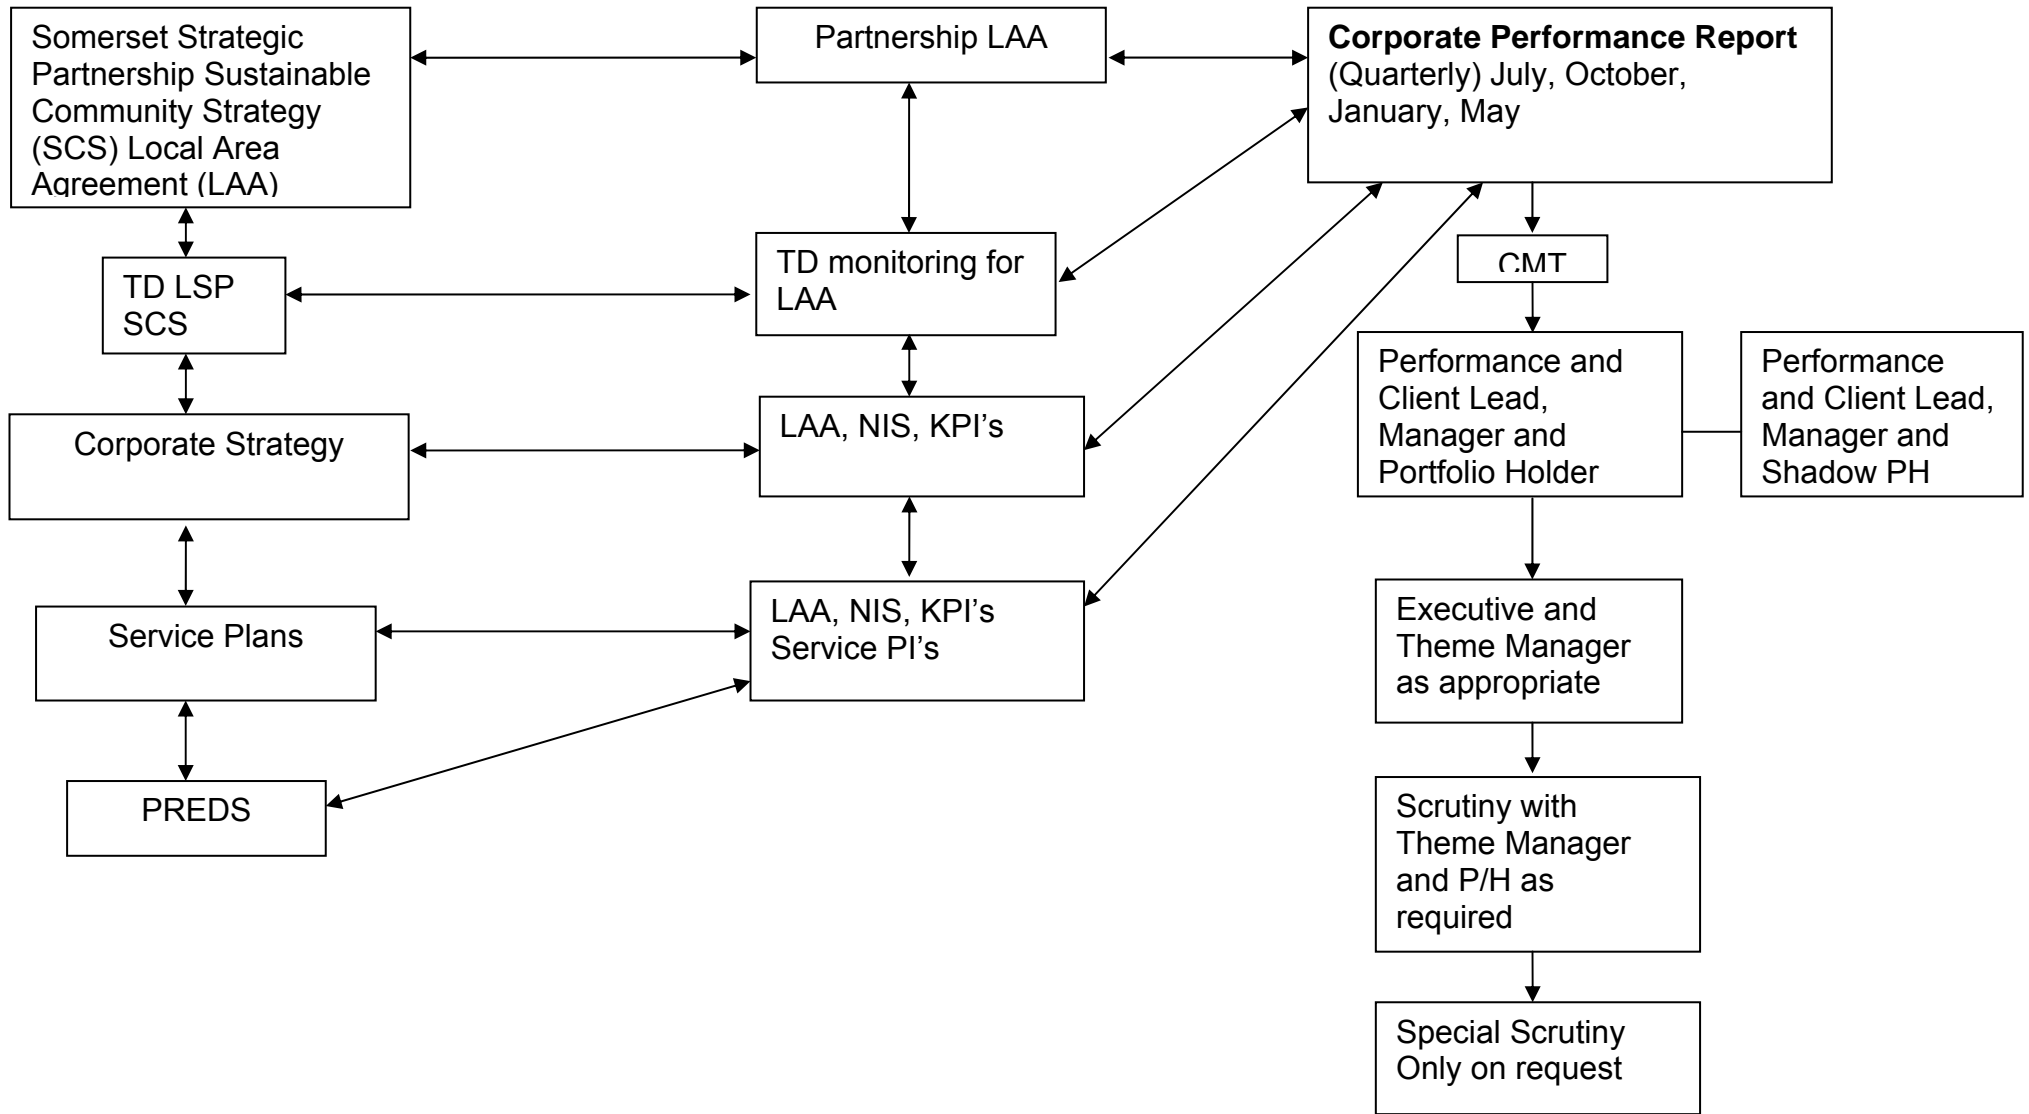 Somerset Strategic
Partnership Sustainable
Community Strategy
(SCS) Local Area
Agreement (LAA)
Partnership LAA
Corporate Performance Report
(Quarterly) July, October,
January, May
TD LSP
SCS
TD monitoring for
LAA
CMT
Corporate Strategy
LAA, NIS, KPI’s
Performance and
Client Lead,
Manager and
Portfolio Holder
Performance
and Client Lead,
Manager and
Shadow PH
Service Plans
LAA, NIS, KPI’s
Service PI’s
Executive and
Theme Manager
as appropriate
PREDS
Scrutiny with
Theme Manager
and P/H as
required
Special Scrutiny
Only on request